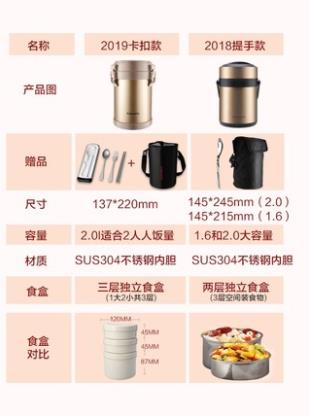 名称 2019卡扣款 2018提手款
产品图
赠品 +
尺寸 137*220mm 145*245mm（2.0）
145*215mm（1.6）
容量 2.0l适合2人人饭量 1.6和2.0大容量
材质 SUS304不锈钢内胆 SUS304不锈钢内胆
食盒 三层独立食盒 两层独立食盒
(1大2小共3层) (3层空间装食物)
食盒
对比
120MM
45MM
45MM
87MM